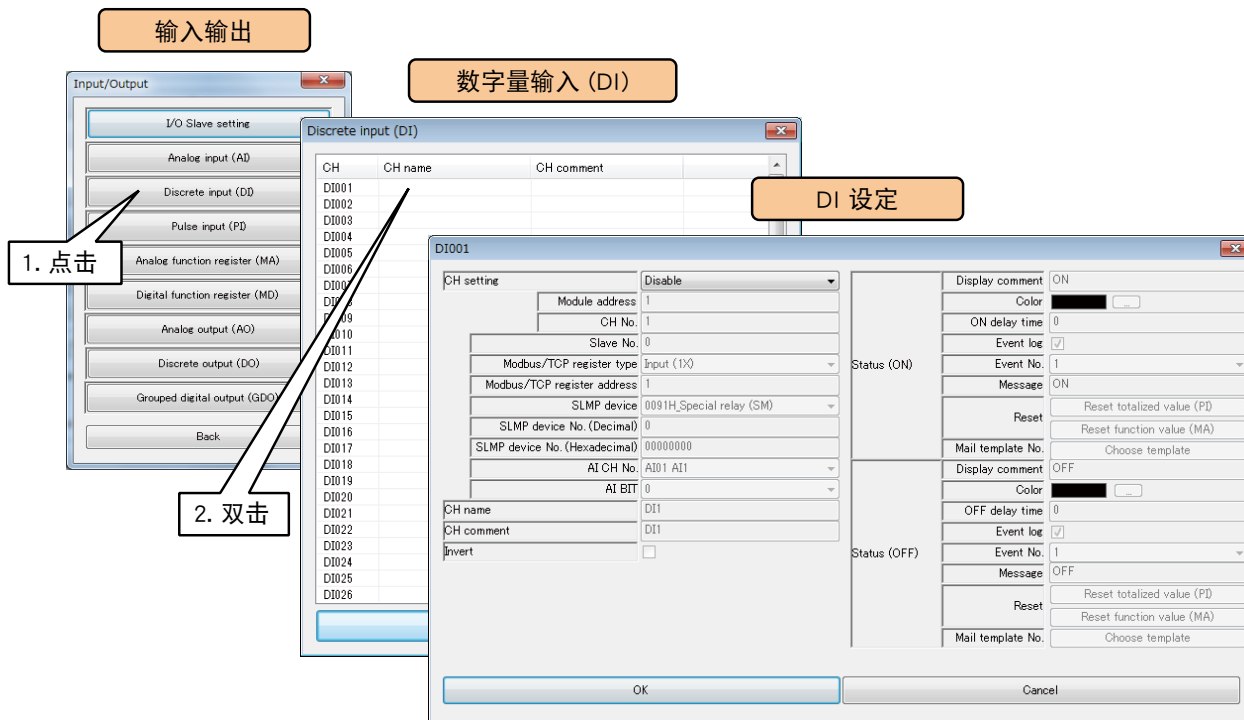 输入输出
Input/Output
I/O Slave setting
Analog input (AI)
Discrete input (DI)
Pulse input (PI)
Analog function register (MA)
Digital function register (MD)
Analog output (AO)
Discrete output (DO)
Grouped digital output (GDO)
Back
1. 点击
数字量输入 (DI)
Discrete input (DI)
CH CH name CH comment
DI001
DI002
DI003
DI004
DI005
DI006
DI007
DI011
DI012
DI013
DI014
DI015
DI016
DI017
DI018
DI019
DI020
DI021
DI022
DI023
DI024
DI025
DI026
2. 双击
DI 设定
DI001
CH setting Disable
Module address 1
CH No. 1
Slave No. 0
Modbus/TCP register type Input (1X)
Modbus/TCP register address 1
SLMP device 0091H_Special relay (SM)
SLMP device No. (Decimal) 0
SLMP device No. (Hexadecimal) 00000000
AI CH No. AI01 AI1
AI BIT 0
CH name DI1
CH comment DI1
Invert
Status (ON)
Display comment ON
Color ...
ON delay time 0
Event log
Event No. 1
Message ON
Reset Reset totalized value (PI)
Reset function value (MA)
Mail template No. Choose template
Status (OFF)
Display comment OFF
Color ...
OFF delay time 0
Event log
Event No. 1
Message OFF
Reset Reset totalized value (PI)
Reset function value (MA)
Mail template No. Choose template
OK Cancel